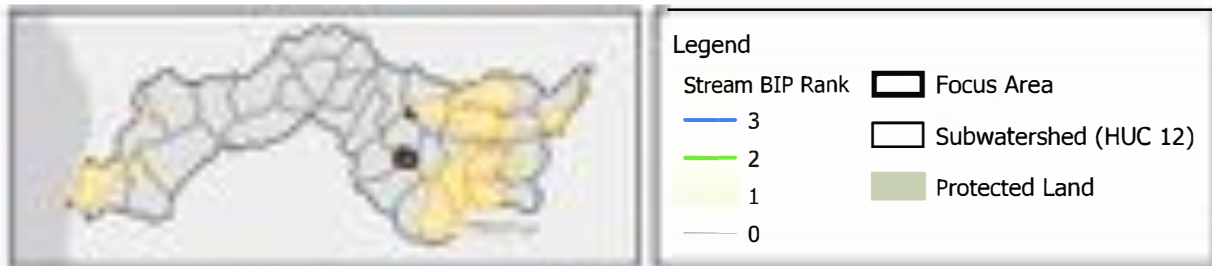 Legend
Stream BIP Rank
3
2
1
0
Focus Area
Subwatershed (HUC 12)
Protected Land